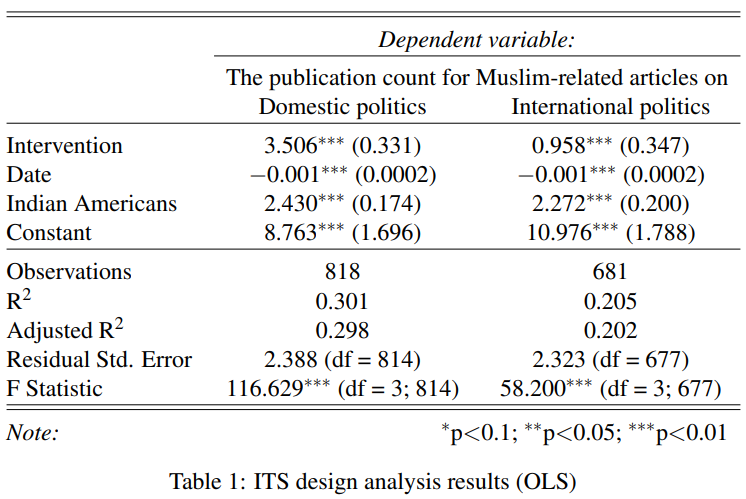 Dependent variable:
The publication count for Muslim-related articles on
Domestic politics International politics
Intervention 3.506*** (0.331) 0.958*** (0.347)
Date −0.001*** (0.0002) −0.001*** (0.0002)
Indian Americans 2.430*** (0.174) 2.272*** (0.200)
Constant 8.763*** (1.696) 10.976*** (1.788)
Observations 818 681
R² 0.301 0.205
Adjusted R² 0.298 0.202
Residual Std. Error 2.388 (df = 814) 2.323 (df = 677)
F Statistic 116.629*** (df = 3; 814) 58.200*** (df = 3; 677)
Note: *p<0.1; **p<0.05; ***p<0.01
Table 1: ITS design analysis results (OLS)